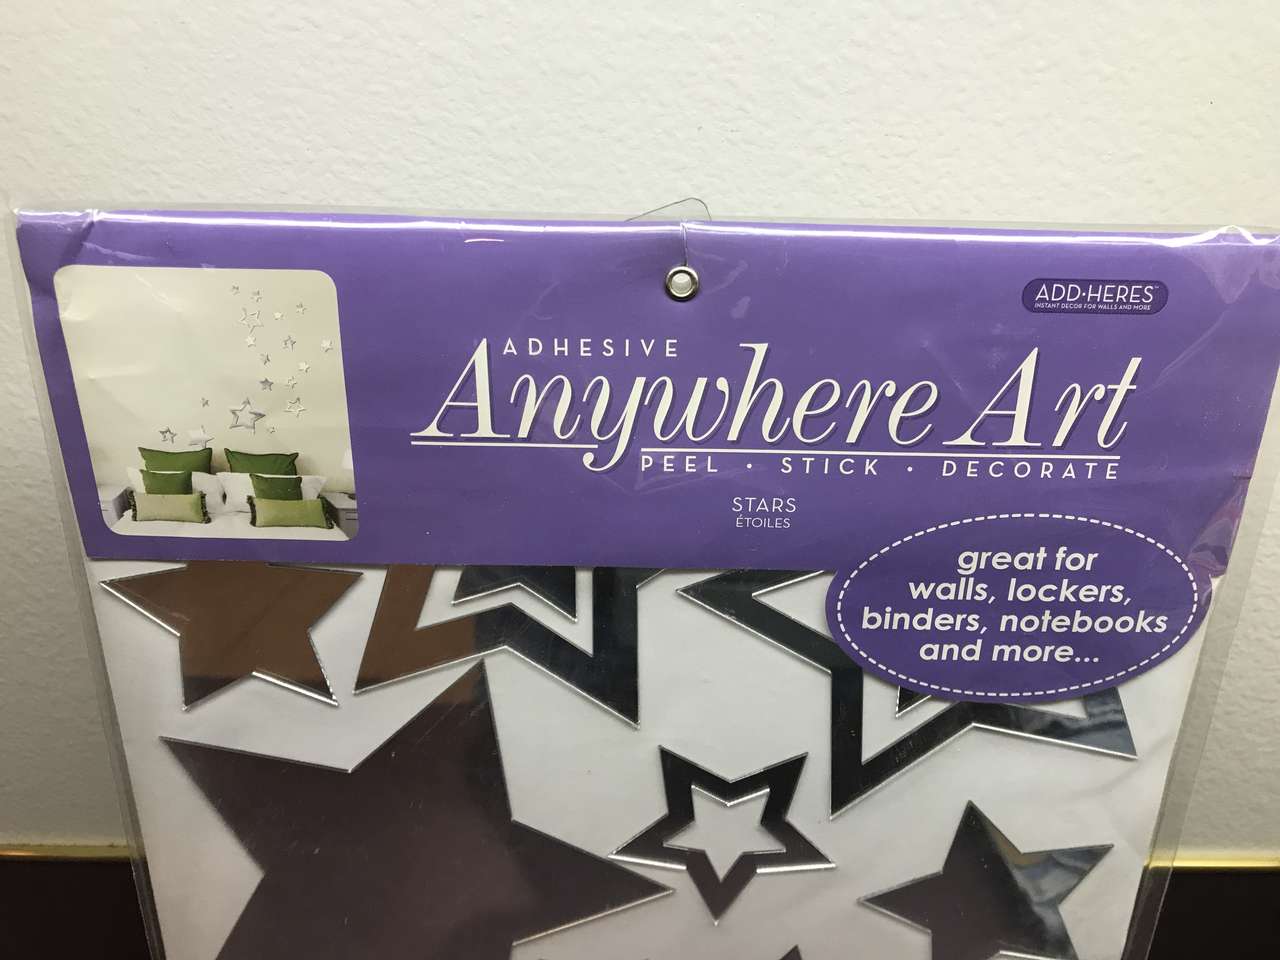 ADD•HERES™
INSTANT DECOR FOR WALLS AND MORE
ADHESIVE
Anywhere Art
PEEL • STICK • DECORATE
STARS
ÉTOILES
great for
walls, lockers,
binders, notebooks
and more...